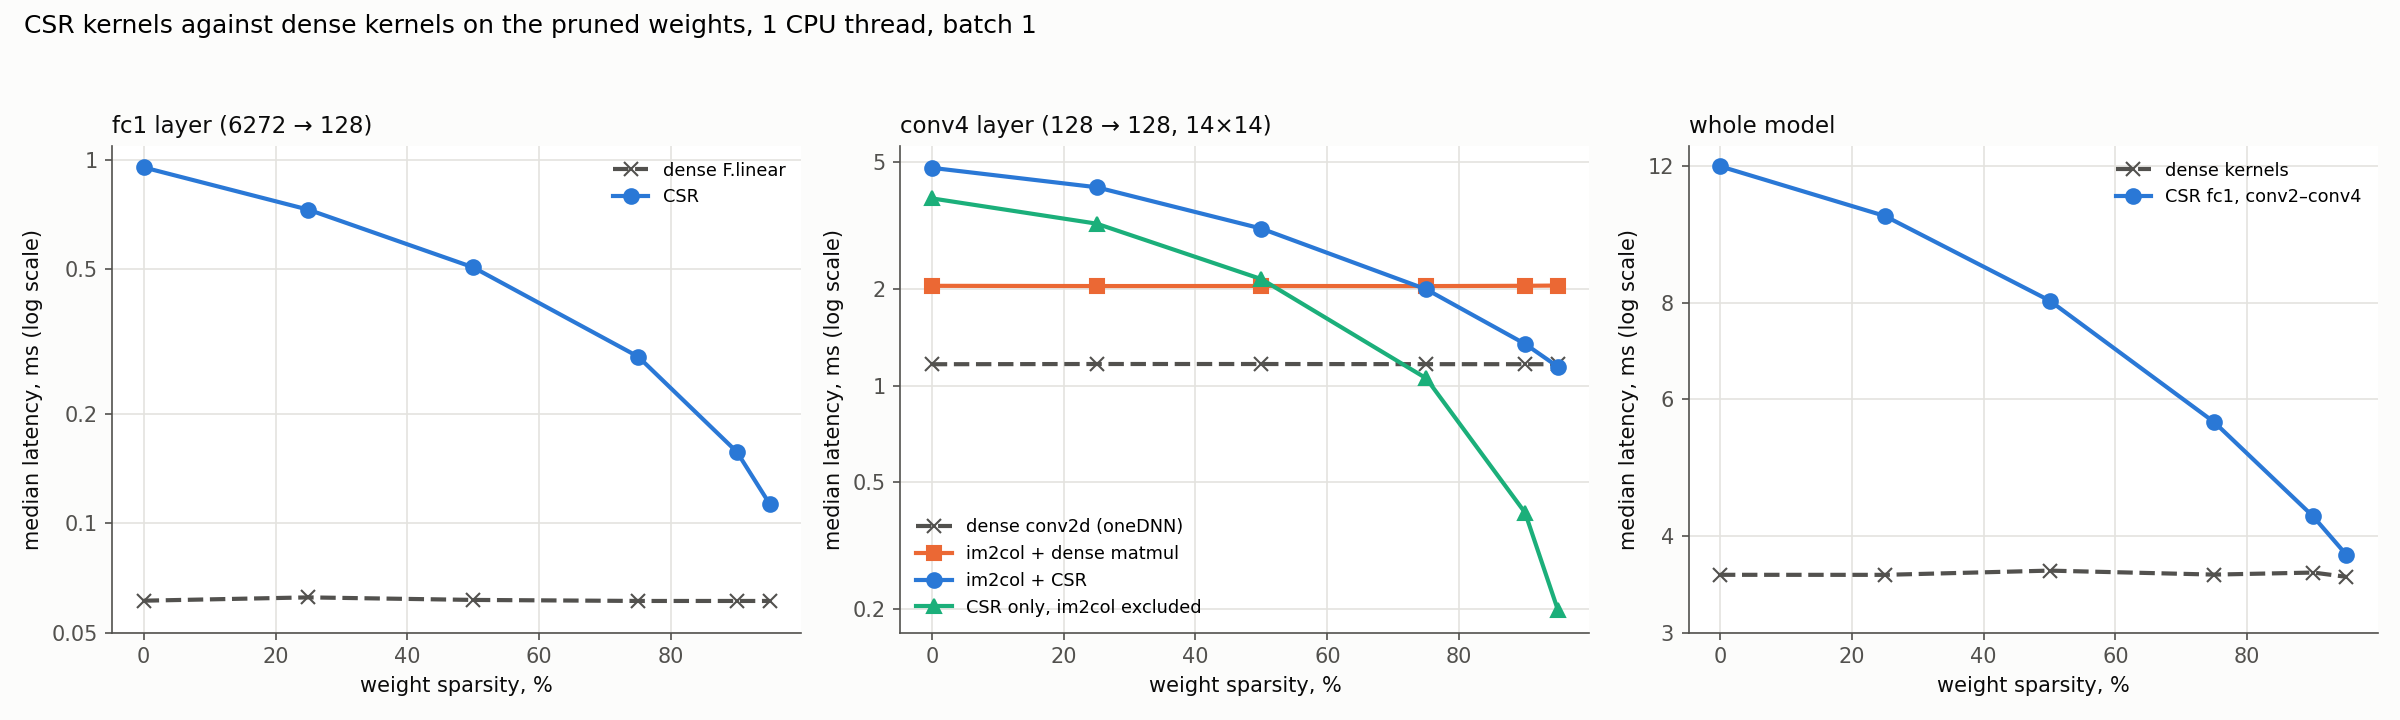 CSR kernels against dense kernels on the pruned weights, 1 CPU thread, batch 1
fc1 layer (6272 → 128)
median latency, ms (log scale)
1
0.5
0.2
0.1
0.05
0
20
40
60
80
weight sparsity, %
dense F.linear
CSR
conv4 layer (128 → 128, 14×14)
median latency, ms (log scale)
5
2
1
0.5
0.2
0
20
40
60
80
weight sparsity, %
dense conv2d (oneDNN)
im2col + dense matmul
im2col + CSR
CSR only, im2col excluded
whole model
median latency, ms (log scale)
12
8
6
4
3
0
20
40
60
80
weight sparsity, %
dense kernels
CSR fc1, conv2–conv4